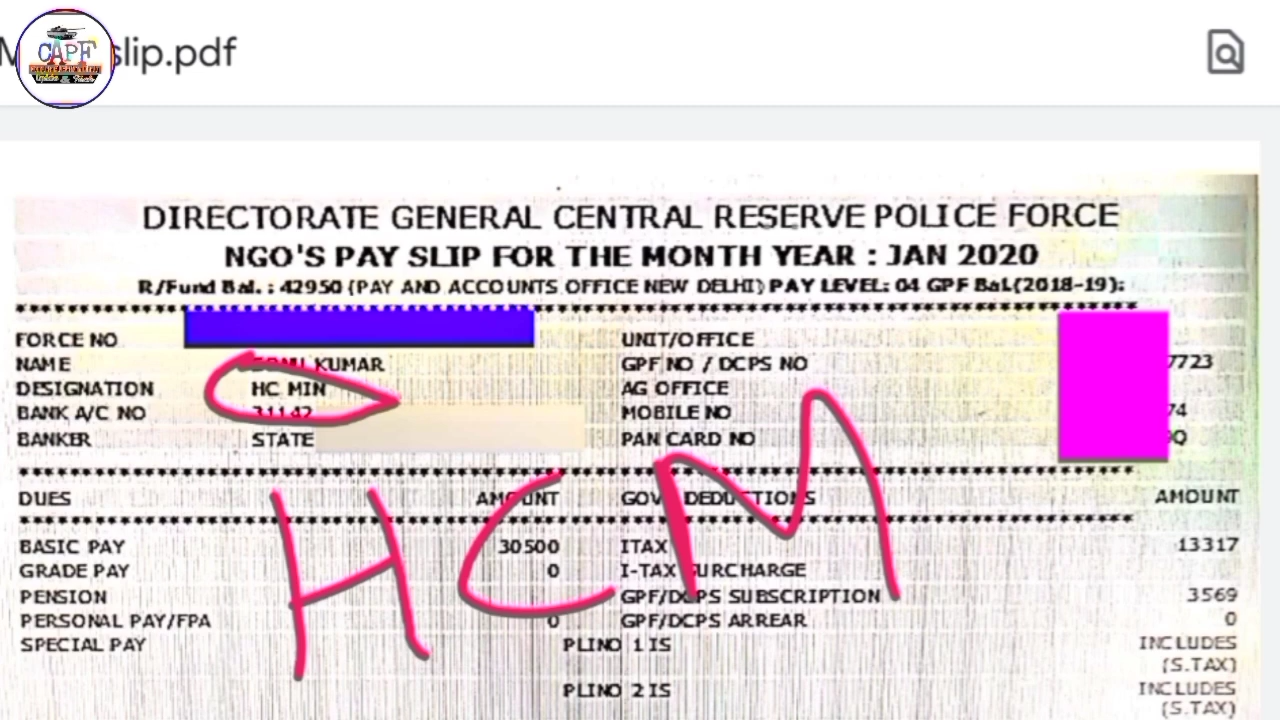 slip.pdf
CAPF
DIRECTORATE GENERAL CENTRAL RESERVE POLICE FORCE
NGO'S PAY SLIP FOR THE MONTH YEAR : JAN 2020
R/Fund Bal. : 42950 (PAY AND ACCOUNTS OFFICE NEW DELHI) PAY LEVEL: 04 GPF Bal.(2018-19):
FORCE NO UNIT/OFFICE
NAME KUMAR GPF NO / DCPS NO 7723
DESIGNATION HC MIN AG OFFICE
BANK A/C NO 31142 MOBILE NO 74
BANKER STATE PAN CARD NO
DUES AMOUNT GOV DEDUCTIONS AMOUNT
BASIC PAY 30500 ITAX 13317
GRADE PAY 0 I-TAX SURCHARGE
PENSION GPF/DCPS SUBSCRIPTION 3569
PERSONAL PAY/FPA 0 GPF/DCPS ARREAR 0
SPECIAL PAY PLINO 1 IS INCLUDES
(S.TAX)
PLINO 2 IS INCLUDES
(S.TAX)
HCM